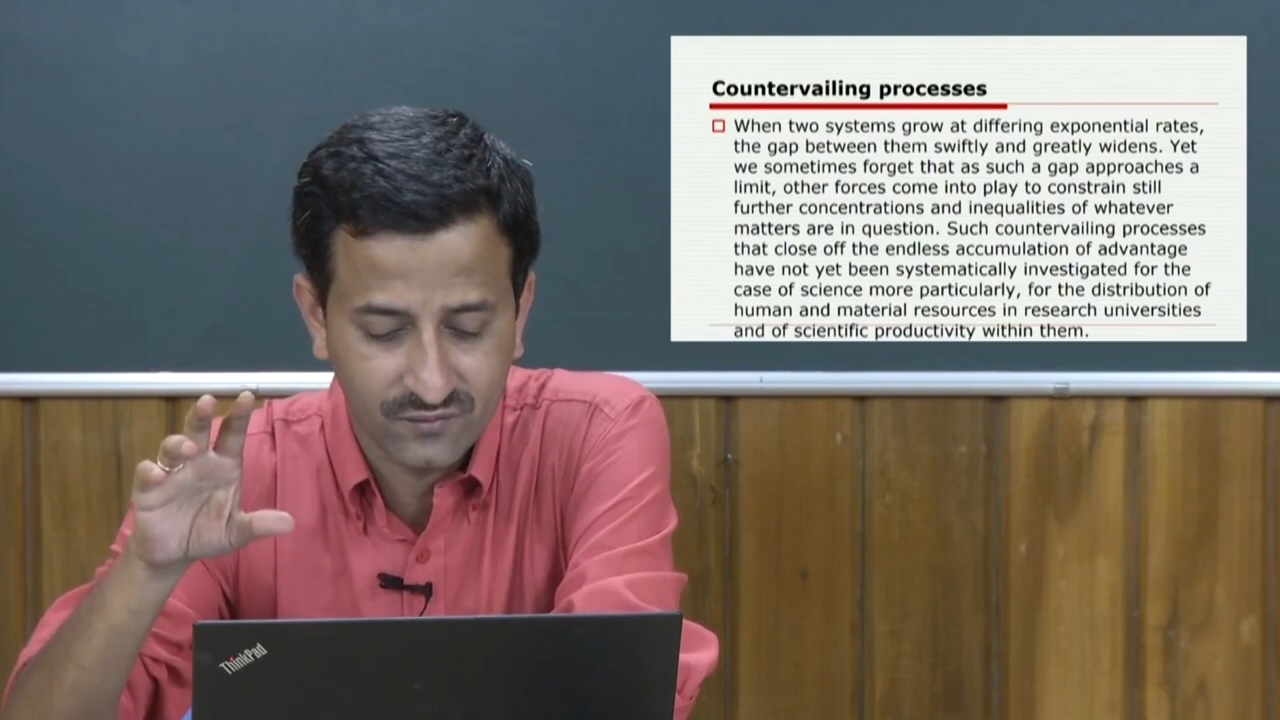 Countervailing processes
When two systems grow at differing exponential rates,
the gap between them swiftly and greatly widens. Yet
we sometimes forget that as such a gap approaches a
limit, other forces come into play to constrain still
further concentrations and inequalities of whatever
matters are in question. Such countervailing processes
that close off the endless accumulation of advantage
have not yet been systematically investigated for the
case of science more particularly, for the distribution of
human and material resources in research universities
and of scientific productivity within them.
ThinkPad